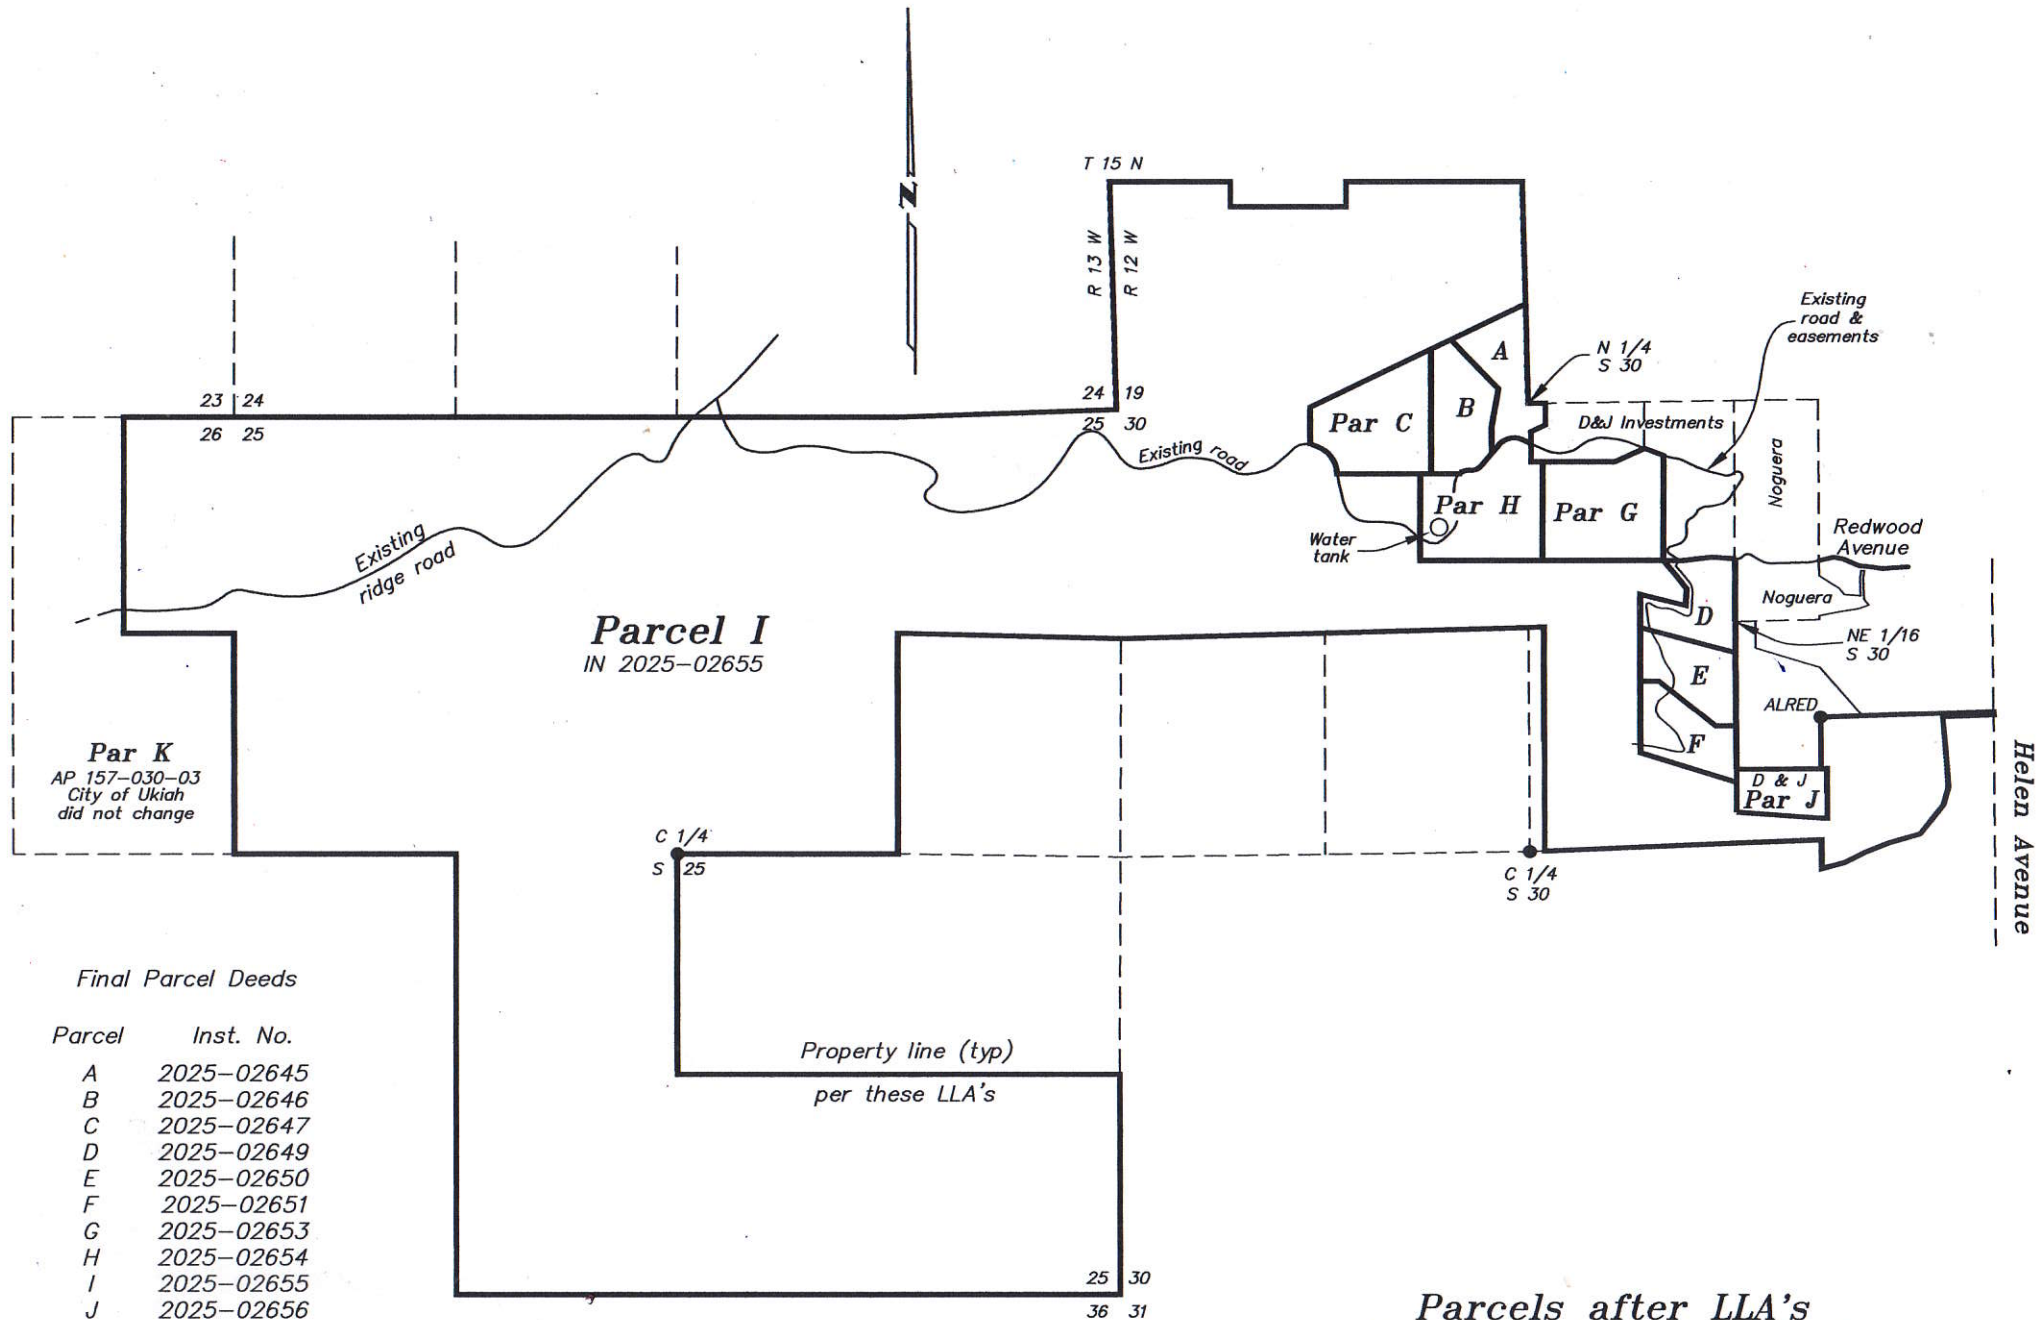 T 15 N
N
R 13 W
R 12 W
Existing
road &
easements
N 1/4
S 30
23 24
26 25
24 19
25 30
A
B
Par C
D&J Investments
Noguera
Existing road
Par H
Par G
Water
tank
Redwood
Avenue
Existing
ridge road
Noguera
D
NE 1/16
S 30
Parcel I
IN 2025-02655
E
ALRED
F
D & J
Par J
Helen Avenue
Par K
AP 157-030-03
City of Ukiah
did not change
C 1/4
S 25
C 1/4
S 30
Final Parcel Deeds
Parcel Inst. No.
A 2025-02645
B 2025-02646
C 2025-02647
D 2025-02649
E 2025-02650
F 2025-02651
G 2025-02653
H 2025-02654
I 2025-02655
J 2025-02656
Property line (typ)
per these LLA's
25 30
36 31
Parcels after LLA's